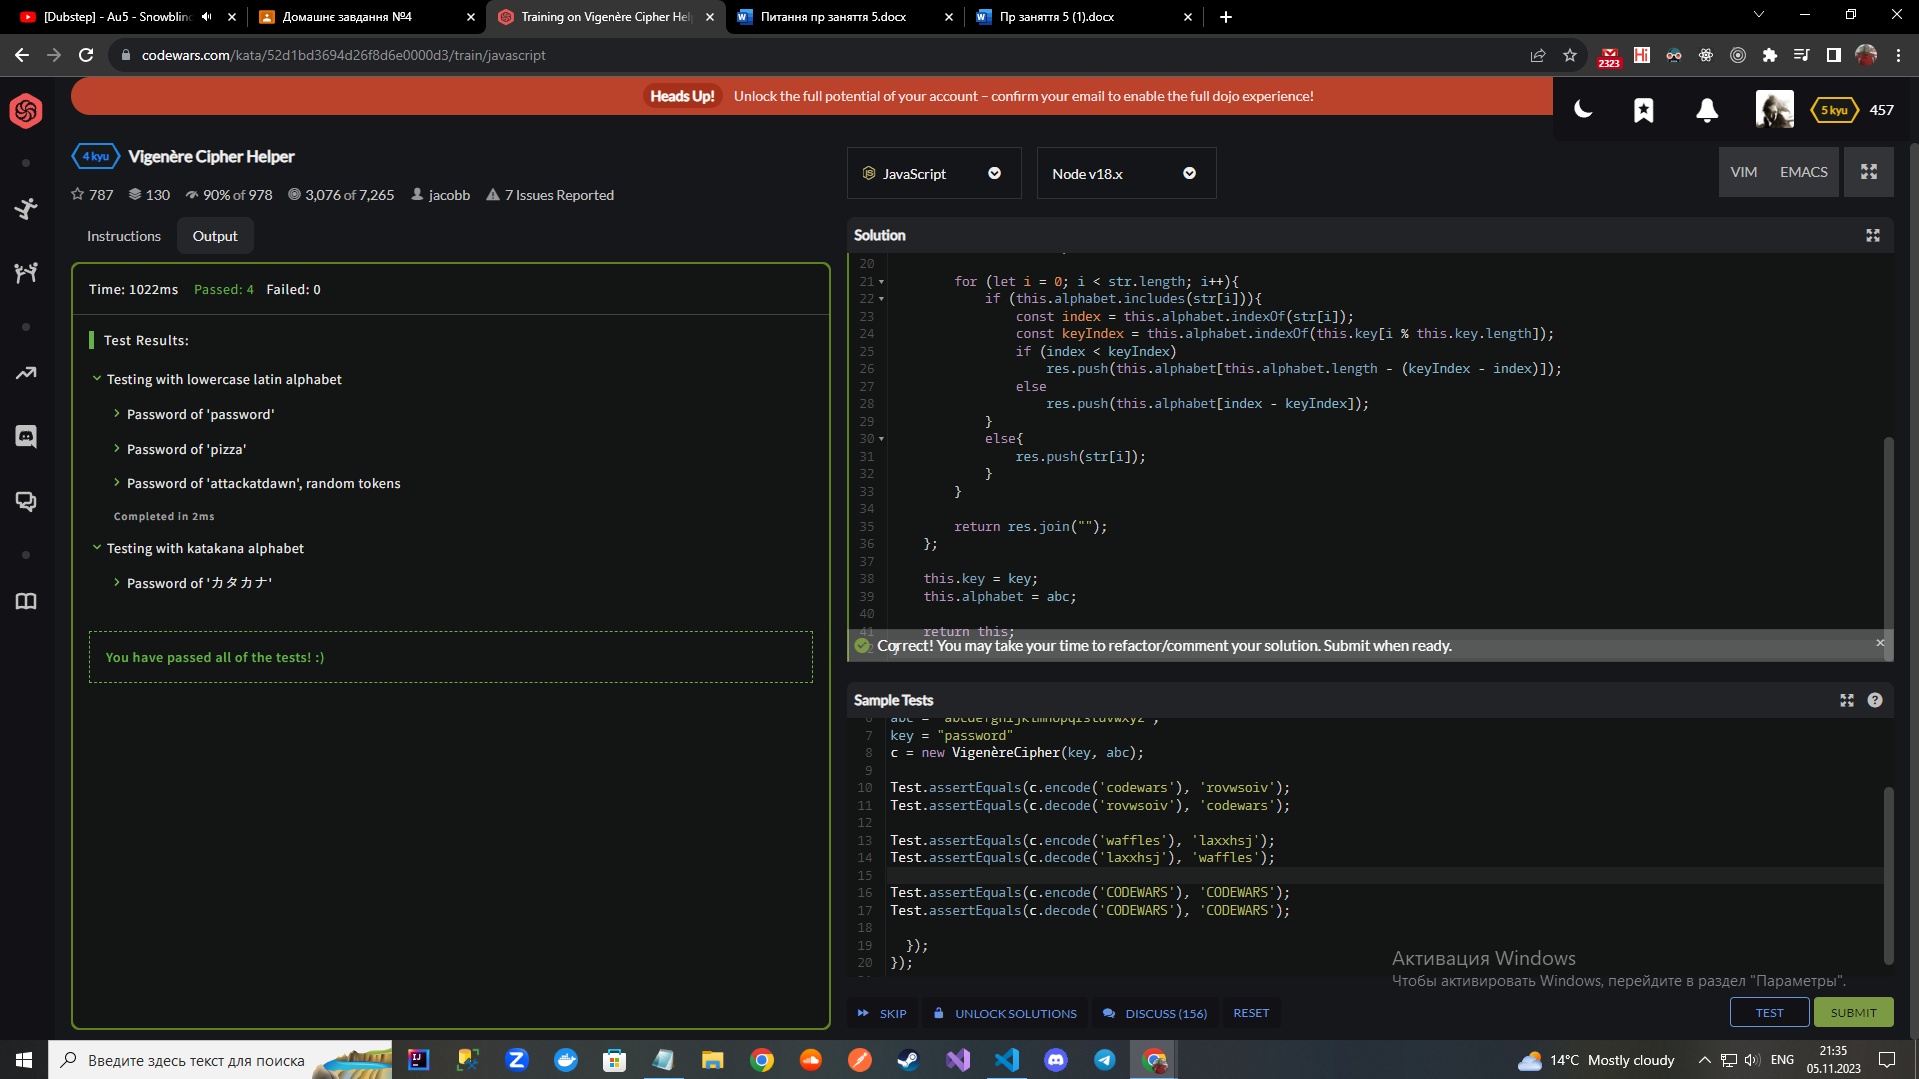 [Dubstep] - Au5 - Snowblin
Домашнє завдання №4
Training on Vigenère Cipher Hel
Питання пр заняття 5.docx
Пр заняття 5 (1).docx
codewars.com/kata/52d1bd3694d26f8d6e0000d3/train/javascript
2323
Hi
Heads Up! Unlock the full potential of your account – confirm your email to enable the full dojo experience!
5 kyu 457
4 kyu Vigenère Cipher Helper
787 130 90% of 978 3,076 of 7,265 jacobb 7 Issues Reported
JavaScript
Node v18.x
VIM EMACS
Instructions Output
Time: 1022ms Passed: 4 Failed: 0
Test Results:
Testing with lowercase latin alphabet
Password of 'password'
Password of 'pizza'
Password of 'attackatdawn', random tokens
Completed in 2ms
Testing with katakana alphabet
Password of 'カタカナ'
You have passed all of the tests! :)
Solution
20
21 for (let i = 0; i < str.length; i++){
22 if (this.alphabet.includes(str[i])){
23 const index = this.alphabet.indexOf(str[i]);
24 const keyIndex = this.alphabet.indexOf(this.key[i % this.key.length]);
25 if (index < keyIndex)
26 res.push(this.alphabet[this.alphabet.length - (keyIndex - index)]);
27 else
28 res.push(this.alphabet[index - keyIndex]);
29 }
30 else{
31 res.push(str[i]);
32 }
33 }
34
35 return res.join("");
36 };
37
38 this.key = key;
39 this.alphabet = abc;
40
41 return this;
Correct! You may take your time to refactor/comment your solution. Submit when ready.
Sample Tests
6 abc = "abcdefghijklmnopqrstuvwxyz";
7 key = "password"
8 c = new VigenèreCipher(key, abc);
9
10 Test.assertEquals(c.encode('codewars'), 'rovwsoiv');
11 Test.assertEquals(c.decode('rovwsoiv'), 'codewars');
12
13 Test.assertEquals(c.encode('waffles'), 'laxxhsj');
14 Test.assertEquals(c.decode('laxxhsj'), 'waffles');
15
16 Test.assertEquals(c.encode('CODEWARS'), 'CODEWARS');
17 Test.assertEquals(c.decode('CODEWARS'), 'CODEWARS');
18
19 });
20 });
Активация Windows
Чтобы активировать Windows, перейдите в раздел "Параметры".
SKIP UNLOCK SOLUTIONS DISCUSS (156) RESET TEST SUBMIT
Введите здесь текст для поиска
14°C Mostly cloudy
ENG
21:35
05.11.2023